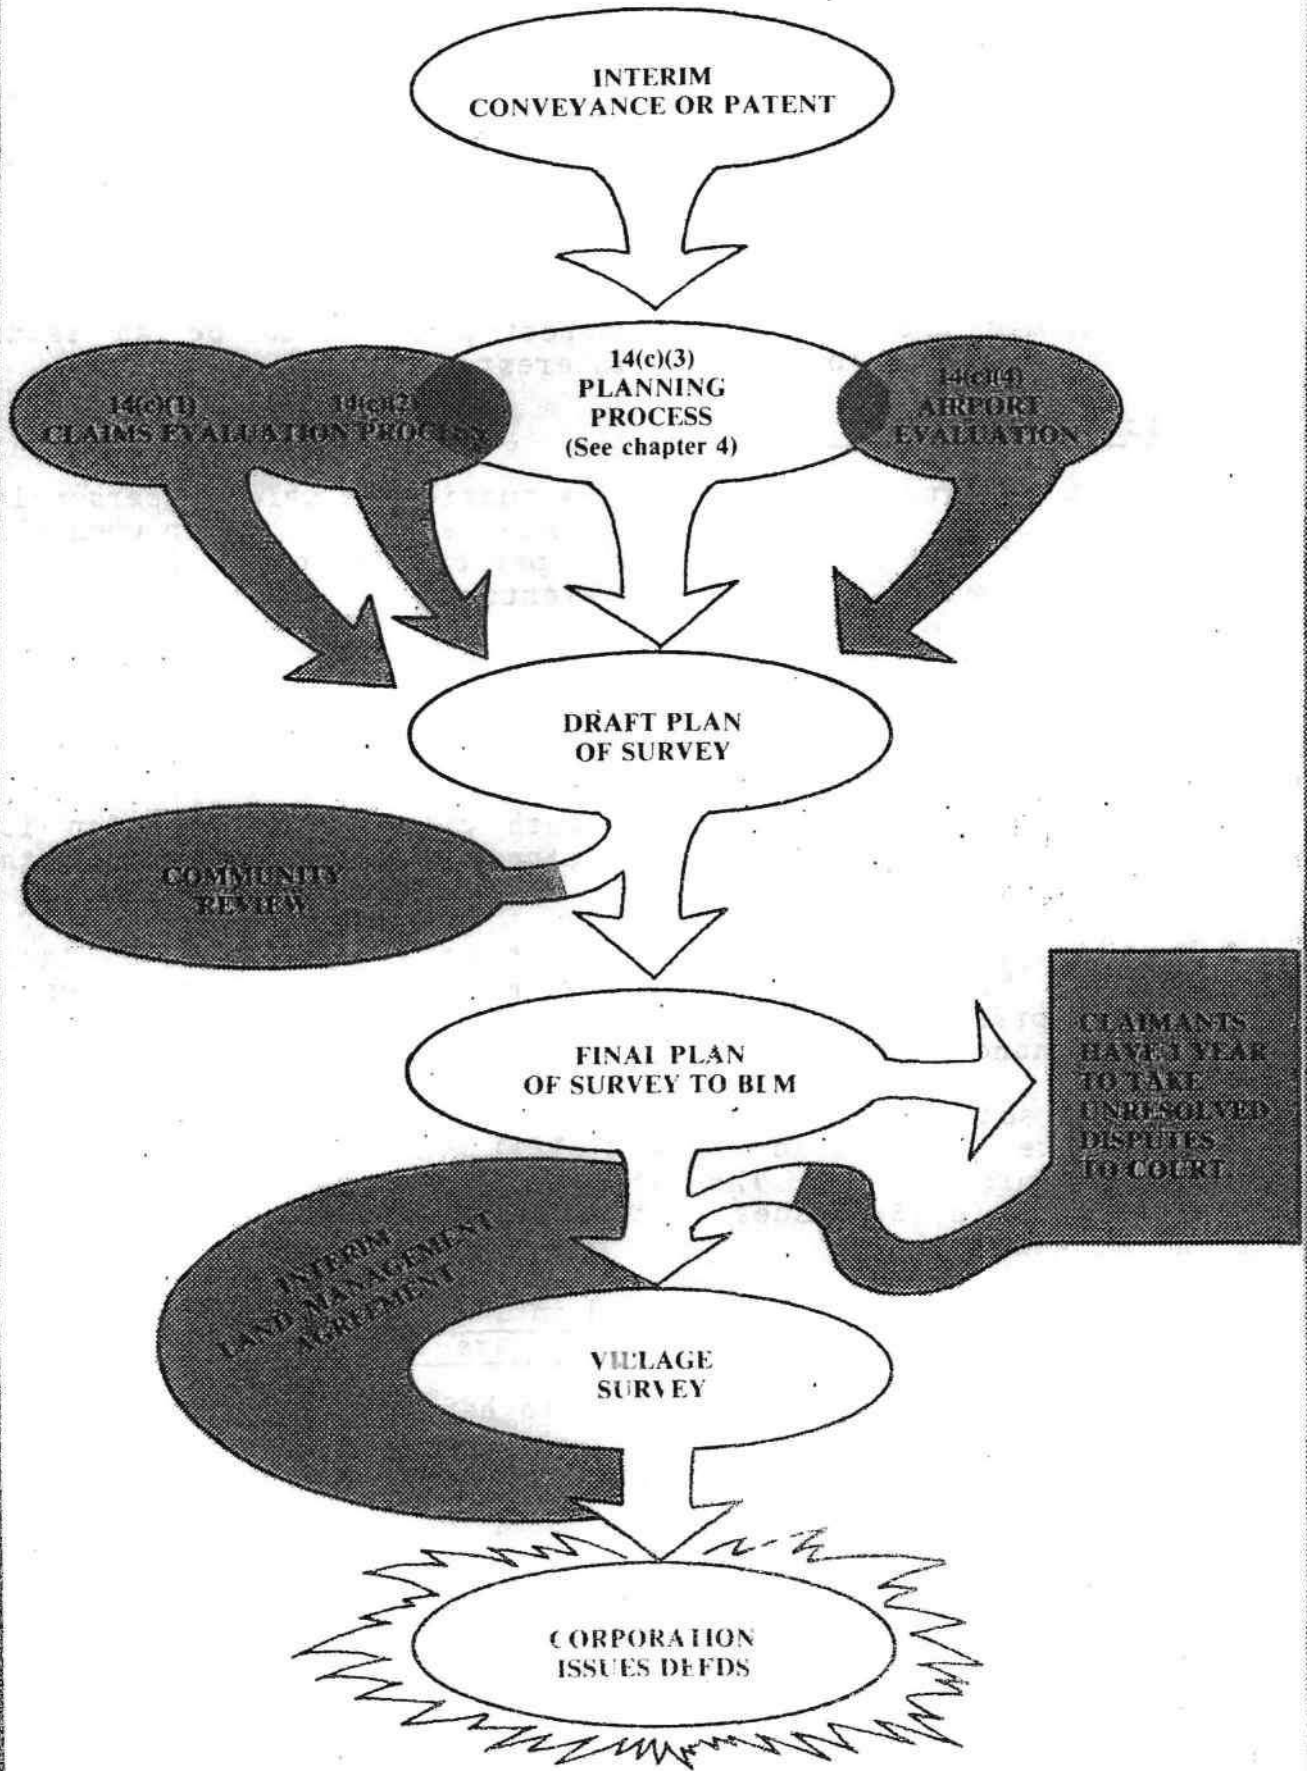 INTERIM
CONVEYANCE OR PATENT
14(c)(1)
14(c)(2)
CLAIMS EVALUATION PROCESS
14(c)(3)
PLANNING
PROCESS
(See chapter 4)
14(c)(4)
AIRPORT
EVALUATION
DRAFT PLAN
OF SURVEY
COMMUNITY
REVIEW
FINAL PLAN
OF SURVEY TO BLM
CLAIMANTS
HAVE 1 YEAR
TO TAKE
UNRESOLVED
DISPUTES
TO COURT.
INTERIM
LAND MANAGEMENT
AGREEMENT
VILLAGE
SURVEY
CORPORATION
ISSUES DEEDS